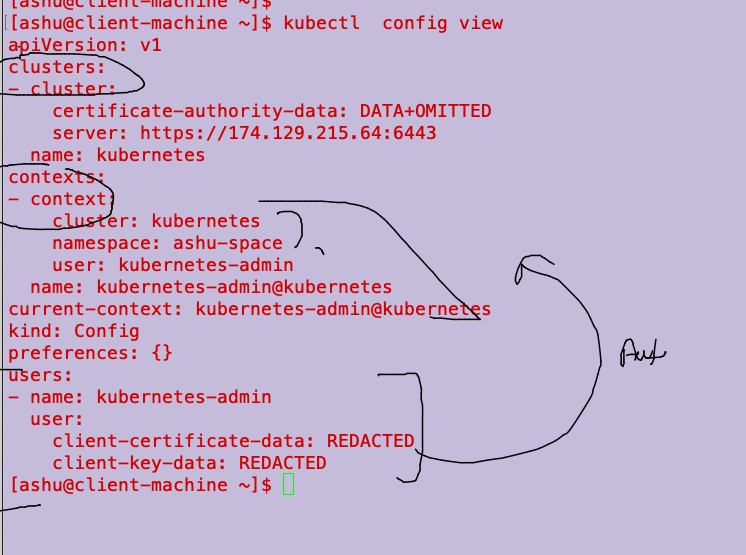 [ashu@client-machine ~]$
[ashu@client-machine ~]$ kubectl  config view
apiVersion: v1
clusters:
- cluster:
    certificate-authority-data: DATA+OMITTED
    server: https://174.129.215.64:6443
  name: kubernetes
contexts:
- context:
    cluster: kubernetes
    namespace: ashu-space
    user: kubernetes-admin
  name: kubernetes-admin@kubernetes
current-context: kubernetes-admin@kubernetes
kind: Config
preferences: {}
users:
- name: kubernetes-admin
  user:
    client-certificate-data: REDACTED
    client-key-data: REDACTED
[ashu@client-machine ~]$